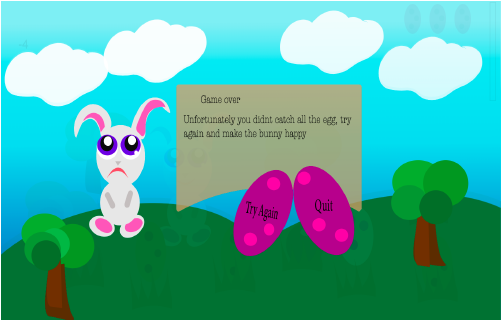 Game over
Unfortunately you didnt catch all the egg, try
again and make the bunny happy
Try Again
Quit